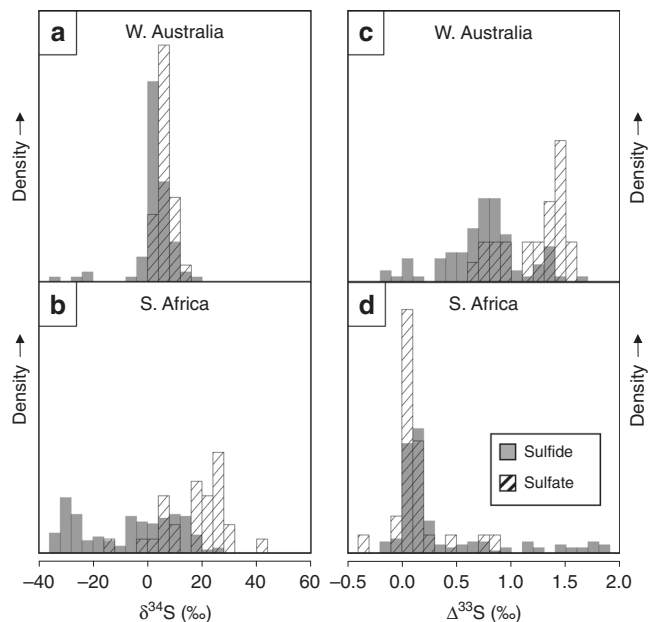 a
W. Australia
c
W. Australia
Density →
Density →
b
S. Africa
d
S. Africa
Density →
Density →
Sulfide
Sulfate
−40 −20 0 20 40 60
−0.5 0.0 0.5 1.0 1.5 2.0
δ³⁴S (‰)
Δ³³S (‰)